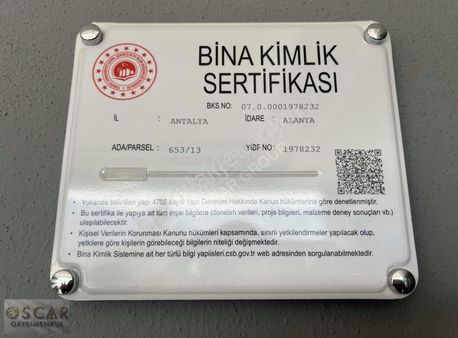 BİNA KİMLİK
SERTİFİKASI
BKS NO: 07.0.0001978232
İL : ANTALYA İDARE : ALANYA
ADA/PARSEL : 653/13 YİBF NO : 1978232
• Yukarıda belirtilen yapı 4708 sayılı Yapı Denetimi Hakkında Kanun hükümlerine göre denetlenmiştir.
• Bu sertifika ile yapıya ait tüm inşai bilgilere (denetim verileri, proje bilgileri, malzeme deney sonuçları vb.)
ulaşılabilecektir.
• Kişisel Verilerin Korunması Kanunu hükümleri kapsamında, sınırlı yetkilendirmeler yapılacak olup,
yetkilere göre kişilerin görebileceği bilgilerin niteliği değişmektedir.
• Bina Kimlik Sistemine ait her türlü bilgi yapiisleri.csb.gov.tr web adresinden sorgulanabilmektedir.
OSCAR
GAYRİMENKUL